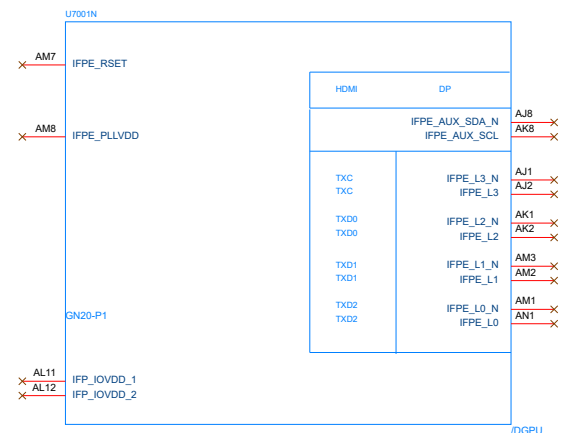 U7001N
AM7 IFPE_RSET
HDMI DP
AJ8
IFPE_AUX_SDA_N
AM8 IFPE_PLLVDD
IFPE_AUX_SCL AK8
TXC IFPE_L3_N AJ1
TXC IFPE_L3 AJ2
TXD0 IFPE_L2_N AK1
TXD0 IFPE_L2 AK2
TXD1 IFPE_L1_N AM3
TXD1 IFPE_L1 AM2
TXD2 IFPE_L0_N AM1
GN20-P1
TXD2 IFPE_L0 AN1
AL11 IFP_IOVDD_1
AL12 IFP_IOVDD_2
/DGPU